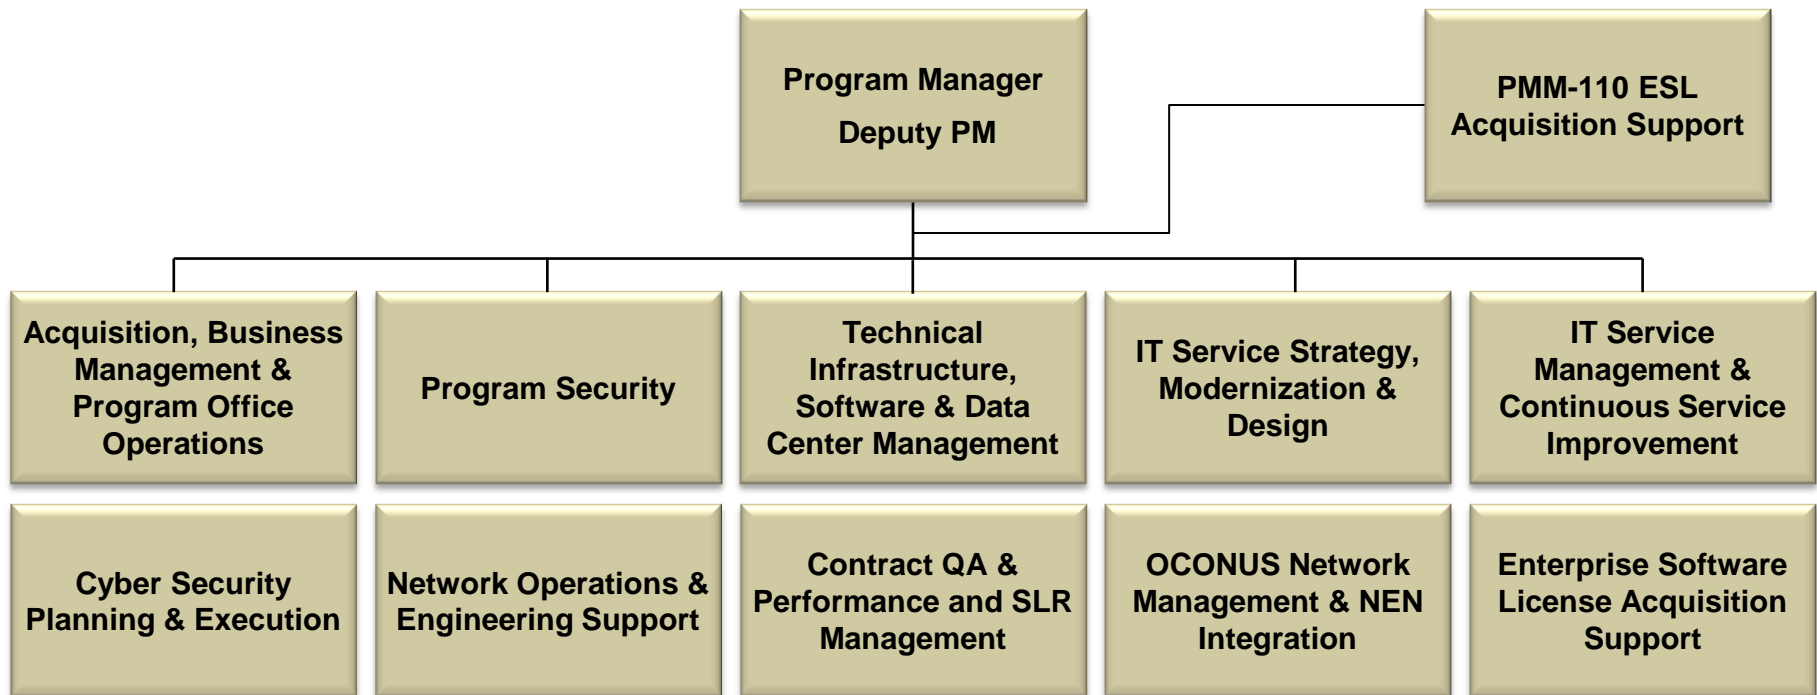 Program Manager
Deputy PM
PMM-110 ESL
Acquisition Support
Acquisition, Business
Management &
Program Office
Operations
Program Security
Technical
Infrastructure,
Software & Data
Center Management
IT Service Strategy,
Modernization &
Design
IT Service
Management &
Continuous Service
Improvement
Cyber Security
Planning & Execution
Network Operations &
Engineering Support
Contract QA &
Performance and SLR
Management
OCONUS Network
Management & NEN
Integration
Enterprise Software
License Acquisition
Support